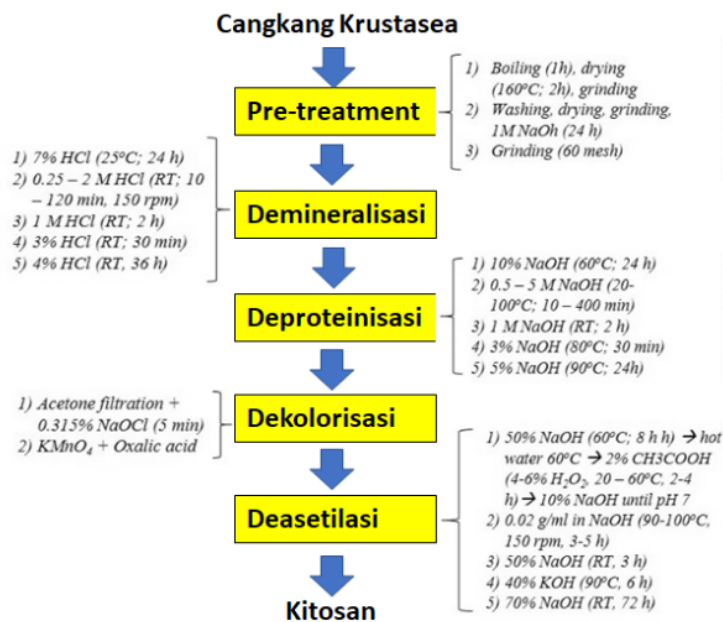 Cangkang Krustasea
Pre-treatment
1) Boiling (1h), drying
(160°C; 2h), grinding
2) Washing, drying, grinding,
1M NaOh (24 h)
3) Grinding (60 mesh)
1) 7% HCl (25°C; 24 h)
2) 0.25 – 2 M HCl (RT; 10
– 120 min, 150 rpm)
3) 1 M HCl (RT; 2 h)
4) 3% HCl (RT; 30 min)
5) 4% HCl (RT, 36 h)
Demineralisasi
Deproteinisasi
1) 10% NaOH (60°C; 24 h)
2) 0.5 – 5 M NaOH (20-
100°C; 10 – 400 min)
3) 1 M NaOH (RT; 2 h)
4) 3% NaOH (80°C; 30 min)
5) 5% NaOH (90°C; 24h)
1) Acetone filtration +
0.315% NaOCl (5 min)
2) KMnO₄ + Oxalic acid
Dekolorisasi
Deasetilasi
1) 50% NaOH (60°C; 8 h h) → hot
water 60°C → 2% CH3COOH
(4-6% H₂O₂, 20 – 60°C, 2-4
h) → 10% NaOH until pH 7
2) 0.02 g/ml in NaOH (90-100°C,
150 rpm, 3-5 h)
3) 50% NaOH (RT, 3 h)
4) 40% KOH (90°C, 6 h)
5) 70% NaOH (RT, 72 h)
Kitosan